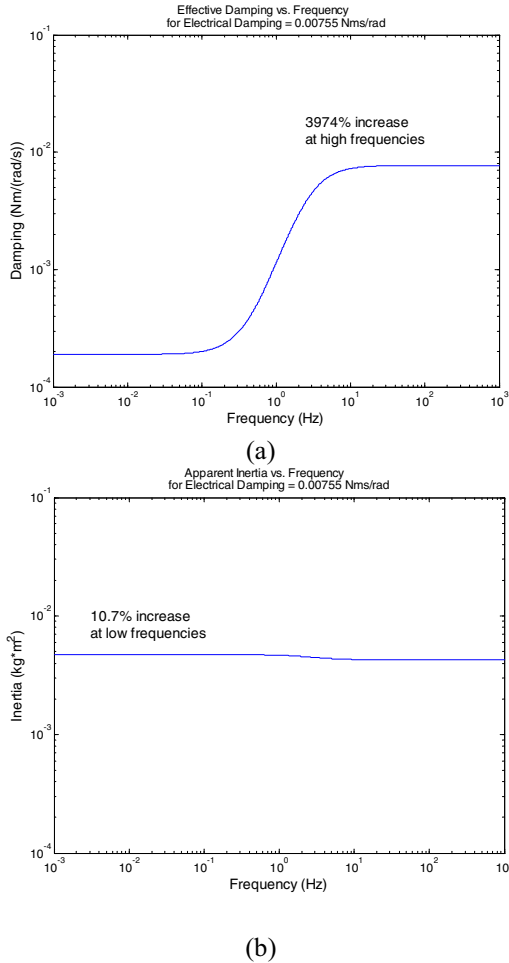 Effective Damping vs. Frequency
for Electrical Damping = 0.00755 Nms/rad
10^-1
10^-2
10^-3
10^-4
Damping (Nm/(rad/s))
3974% increase
at high frequencies
10^-3 10^-2 10^-1 10^0 10^1 10^2 10^3
Frequency (Hz)
(a)
Apparent Inertia vs. Frequency
for Electrical Damping = 0.00755 Nms/rad
10^-1
10^-2
10^-3
10^-4
Inertia (kg*m^2)
10.7% increase
at low frequencies
10^-3 10^-2 10^-1 10^0 10^1 10^2 10
Frequency (Hz)
(b)